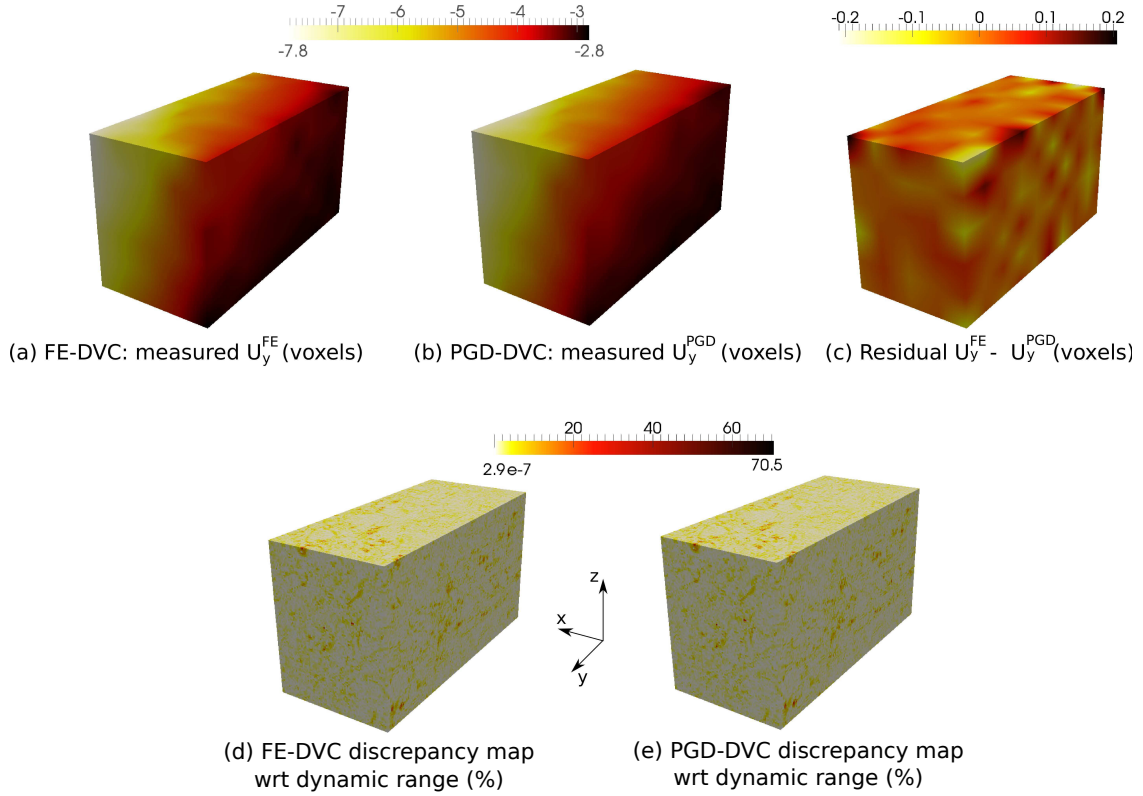 -7 -6 -5 -4 -3
-7.8 -2.8
-0.2 -0.1 0 0.1 0.2
(a) FE-DVC: measured U_y^FE (voxels)
(b) PGD-DVC: measured U_y^PGD (voxels)
(c) Residual U_y^FE - U_y^PGD (voxels)
20 40 60
2.9e-7 70.5
z
x
y
(d) FE-DVC discrepancy map
wrt dynamic range (%)
(e) PGD-DVC discrepancy map
wrt dynamic range (%)